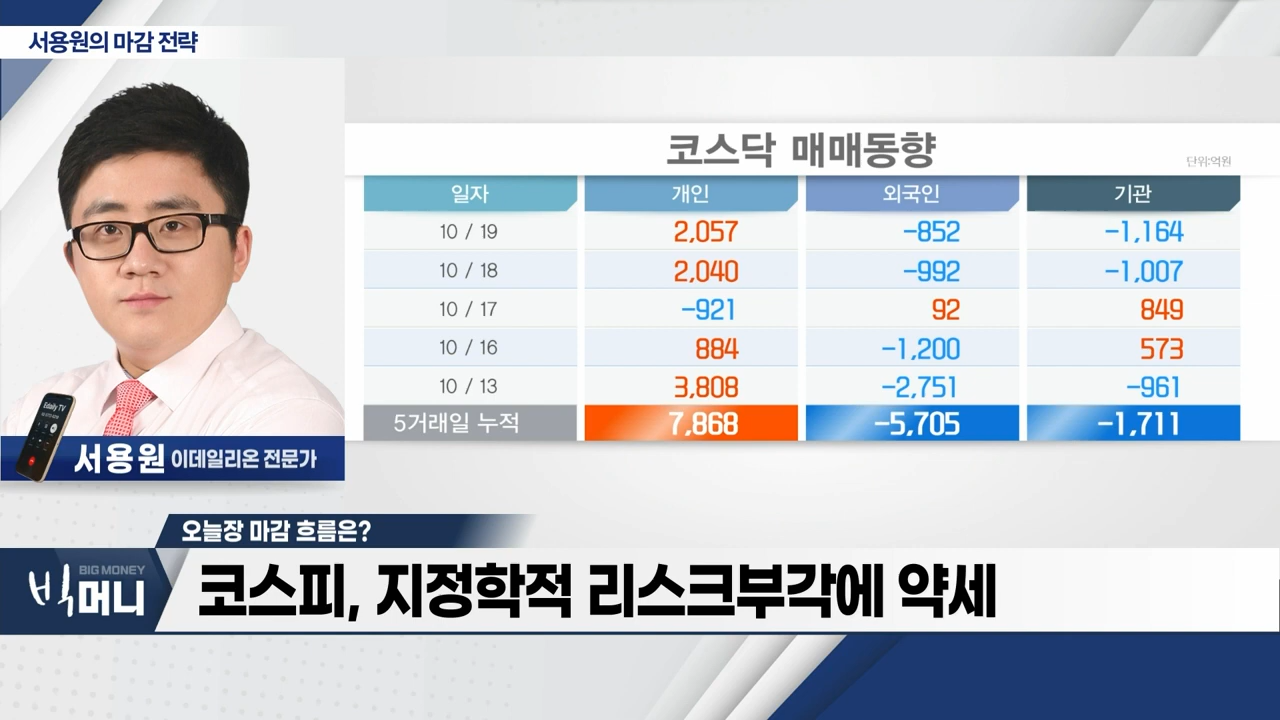 서용원의 마감 전략
코스닥 매매동향
단위:억원
일자 개인 외국인 기관
10 / 19 2,057 -852 -1,164
10 / 18 2,040 -992 -1,007
10 / 17 -921 92 849
10 / 16 884 -1,200 573
10 / 13 3,808 -2,751 -961
5거래일 누적 7,868 -5,705 -1,711
Edaily TV
서용원 이데일리온 전문가
오늘장 마감 흐름은?
BIG MONEY
빅머니
코스피, 지정학적 리스크부각에 약세